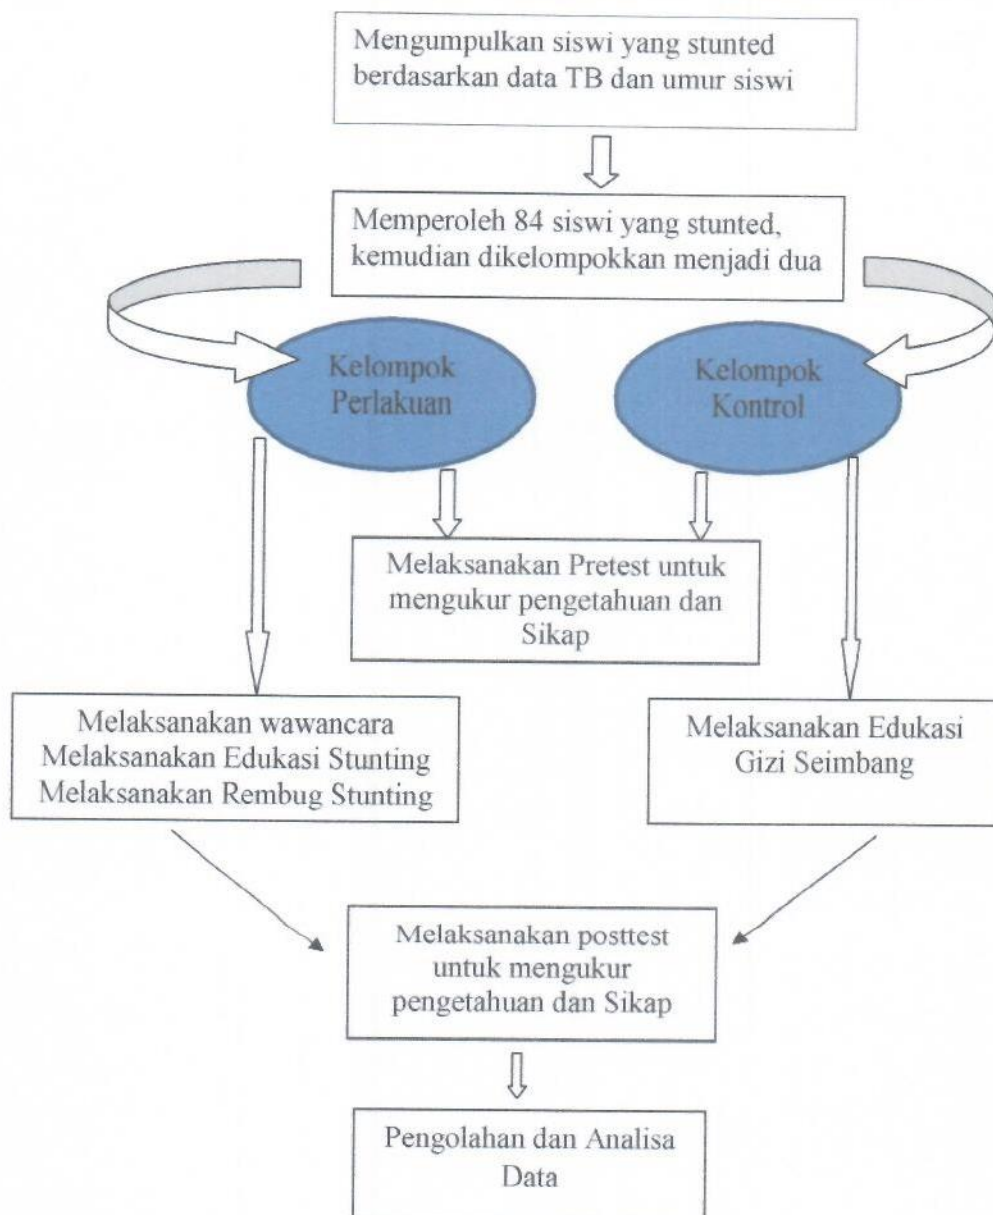 Mengumpulkan siswi yang stunted
berdasarkan data TB dan umur siswi
Memperoleh 84 siswi yang stunted,
kemudian dikelompokkan menjadi dua
Kelompok
Perlakuan
Kelompok
Kontrol
Melaksanakan Pretest untuk
mengukur pengetahuan dan
Sikap
Melaksanakan wawancara
Melaksanakan Edukasi Stunting
Melaksanakan Rembug Stunting
Melaksanakan Edukasi
Gizi Seimbang
Melaksanakan posttest
untuk mengukur
pengetahuan dan Sikap
Pengolahan dan Analisa
Data